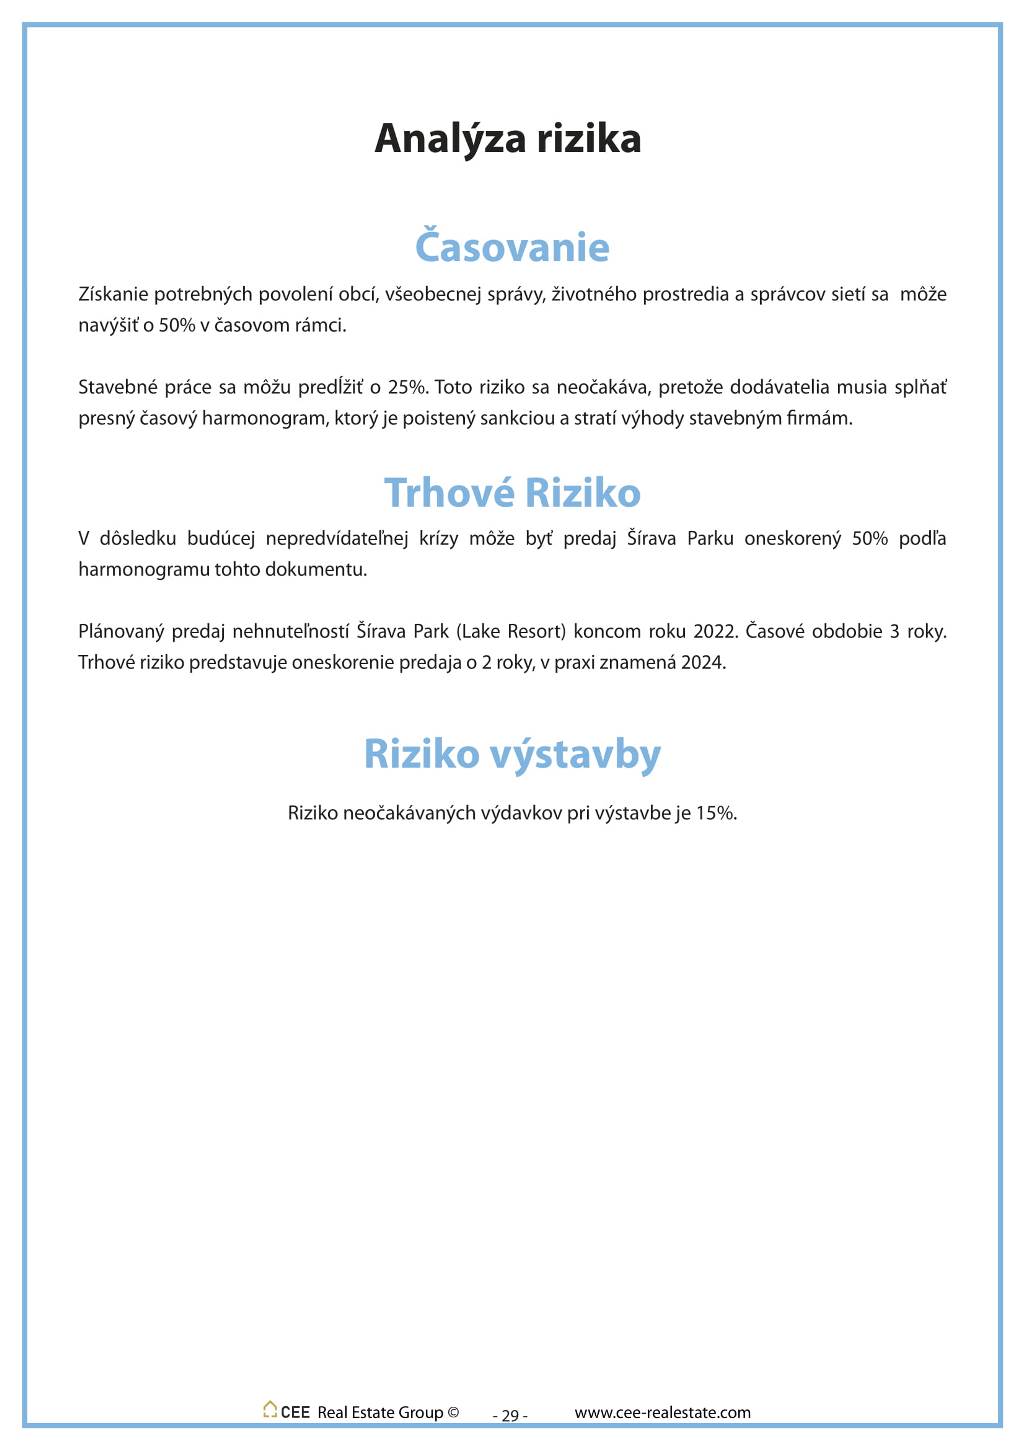 Analýza rizika
Časovanie
Získanie potrebných povolení obcí, všeobecnej správy, životného prostredia a správcov sietí sa  môže
navýšiť o 50% v časovom rámci.
Stavebné práce sa môžu predĺžiť o 25%. Toto riziko sa neočakáva, pretože dodávatelia musia splňať
presný časový harmonogram, ktorý je poistený sankciou a stratí výhody stavebným firmám.
Trhové Riziko
V dôsledku budúcej nepredvídateľnej krízy môže byť predaj Šírava Parku oneskorený 50% podľa
harmonogramu tohto dokumentu.
Plánovaný predaj nehnuteľností Šírava Park (Lake Resort) koncom roku 2022. Časové obdobie 3 roky.
Trhové riziko predstavuje oneskorenie predaja o 2 roky, v praxi znamená 2024.
Riziko výstavby
Riziko neočakávaných výdavkov pri výstavbe je 15%.
CEE Real Estate Group © - 29 - www.cee-realestate.com